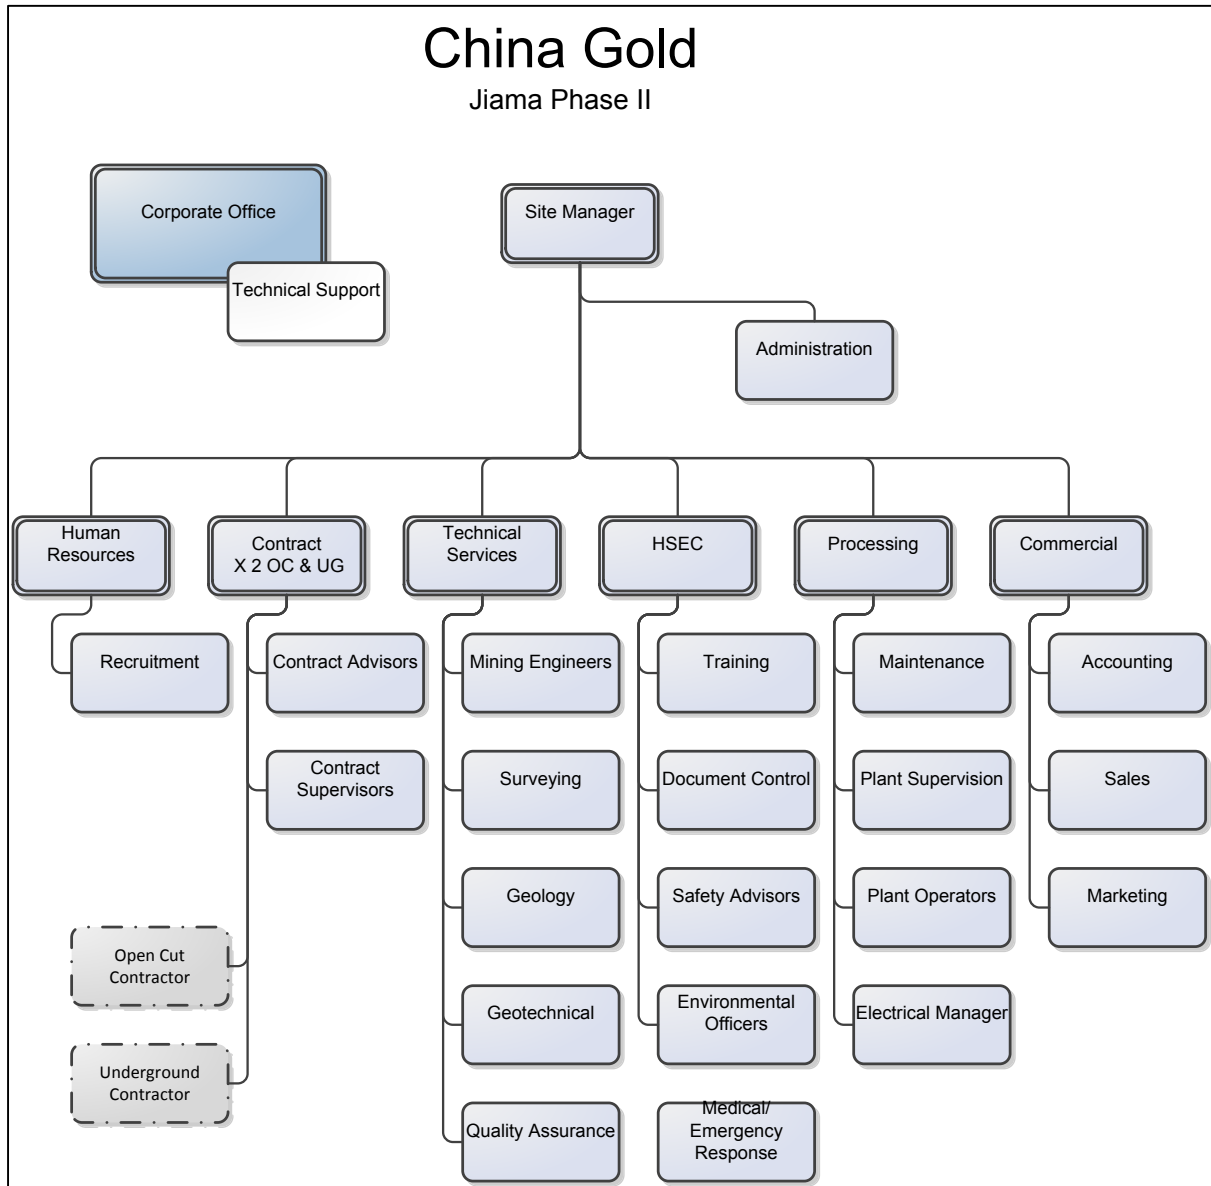 China Gold
Jiama Phase II
Corporate Office
Technical Support
Site Manager
Administration
Human
Resources
Contract
X 2 OC & UG
Technical
Services
HSEC
Processing
Commercial
Recruitment
Contract Advisors
Mining Engineers
Training
Maintenance
Accounting
Contract
Supervisors
Surveying
Document Control
Plant Supervision
Sales
Geology
Safety Advisors
Plant Operators
Marketing
Open Cut
Contractor
Geotechnical
Environmental
Officers
Electrical Manager
Underground
Contractor
Quality Assurance
Medical/
Emergency
Response